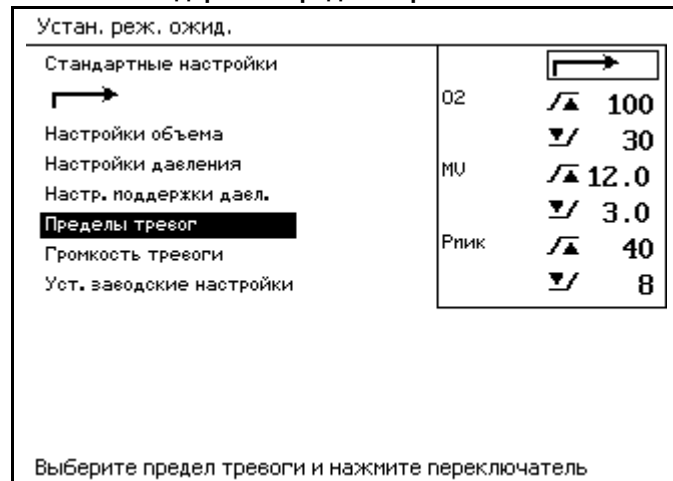 Устан. реж. ожид.
Стандартные настройки
O2 100
Настройки объема
30
Настройки давления
MV 12.0
Настр. поддержки давл.
3.0
Пределы тревог
Pпик 40
Громкость тревоги
Уст. заводские настройки
8
Выберите предел тревоги и нажмите переключатель